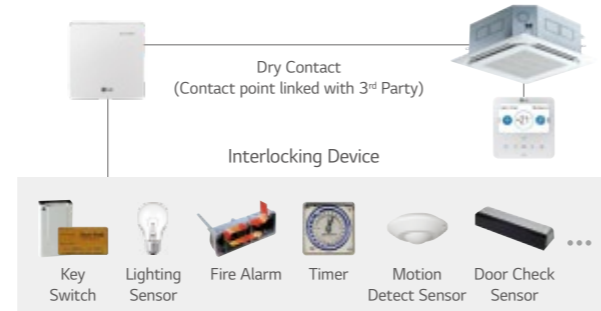 LG
Dry Contact
(Contact point linked with 3rd Party)
Interlocking Device
Key Switch
Lighting Sensor
Fire Alarm
Timer
Motion Detect Sensor
Door Check Sensor
...